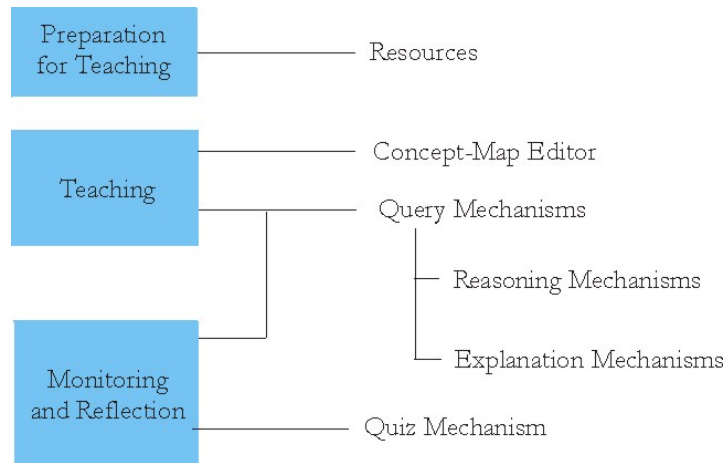 Preparation
for Teaching
Resources
Concept-Map Editor
Teaching
Query Mechanisms
Reasoning Mechanisms
Explanation Mechanisms
Monitoring
and Reflection
Quiz Mechanism